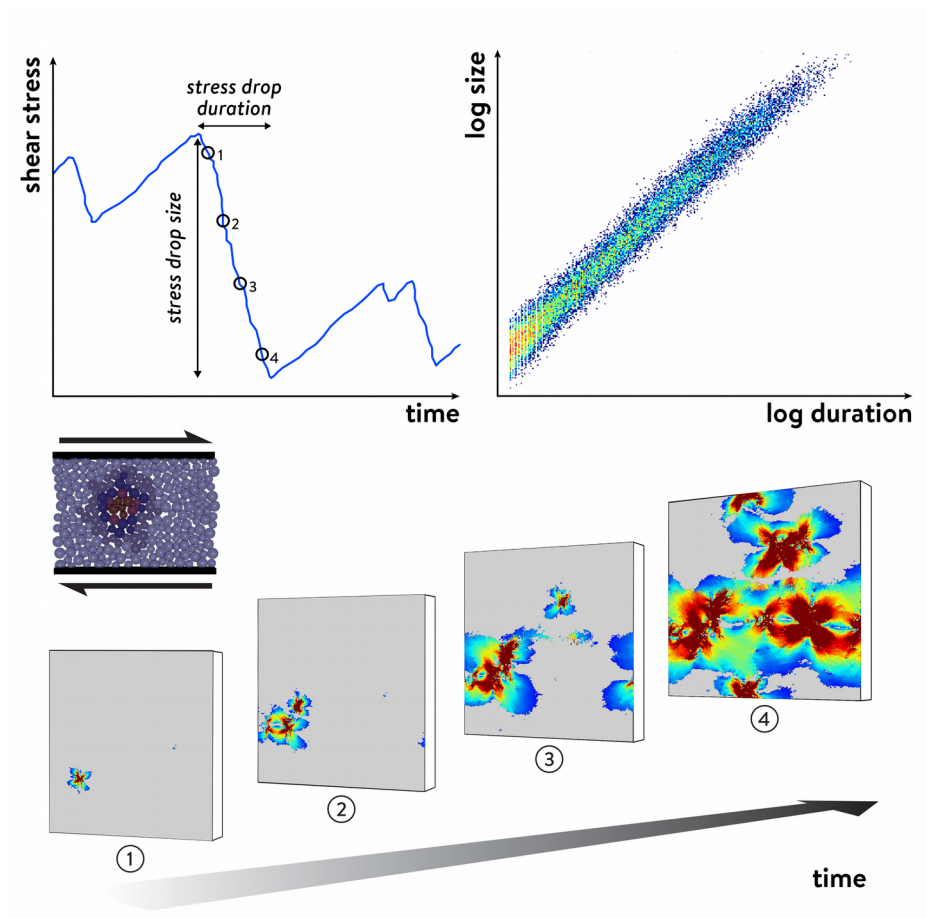 shear stress
stress drop
duration
stress drop size
1
2
3
4
time
log size
log duration
1
2
3
4
time